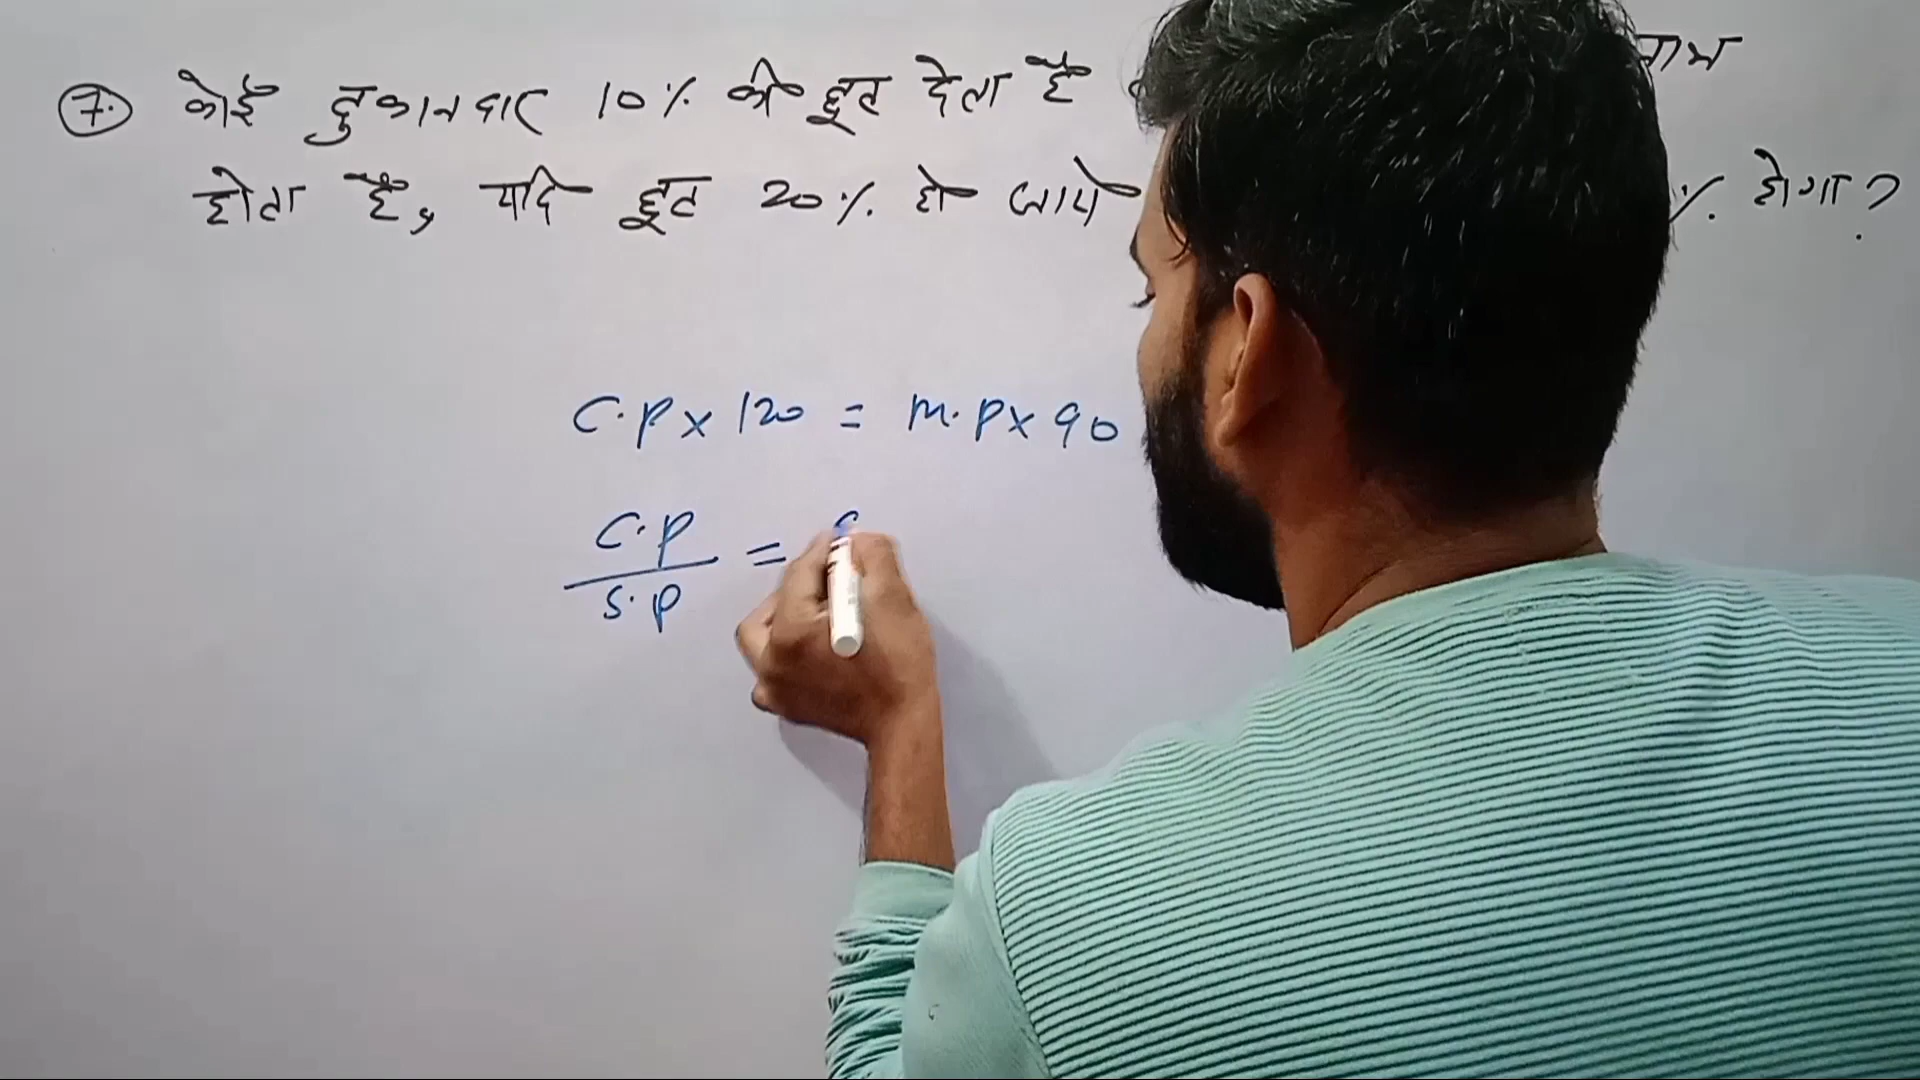 7. कोई दुकानदार 10% की छूट देता है
होता है, यदि छूट 20% हो जाये % होगा?
C.P × 120 = M.P × 90
C.P
S.P =